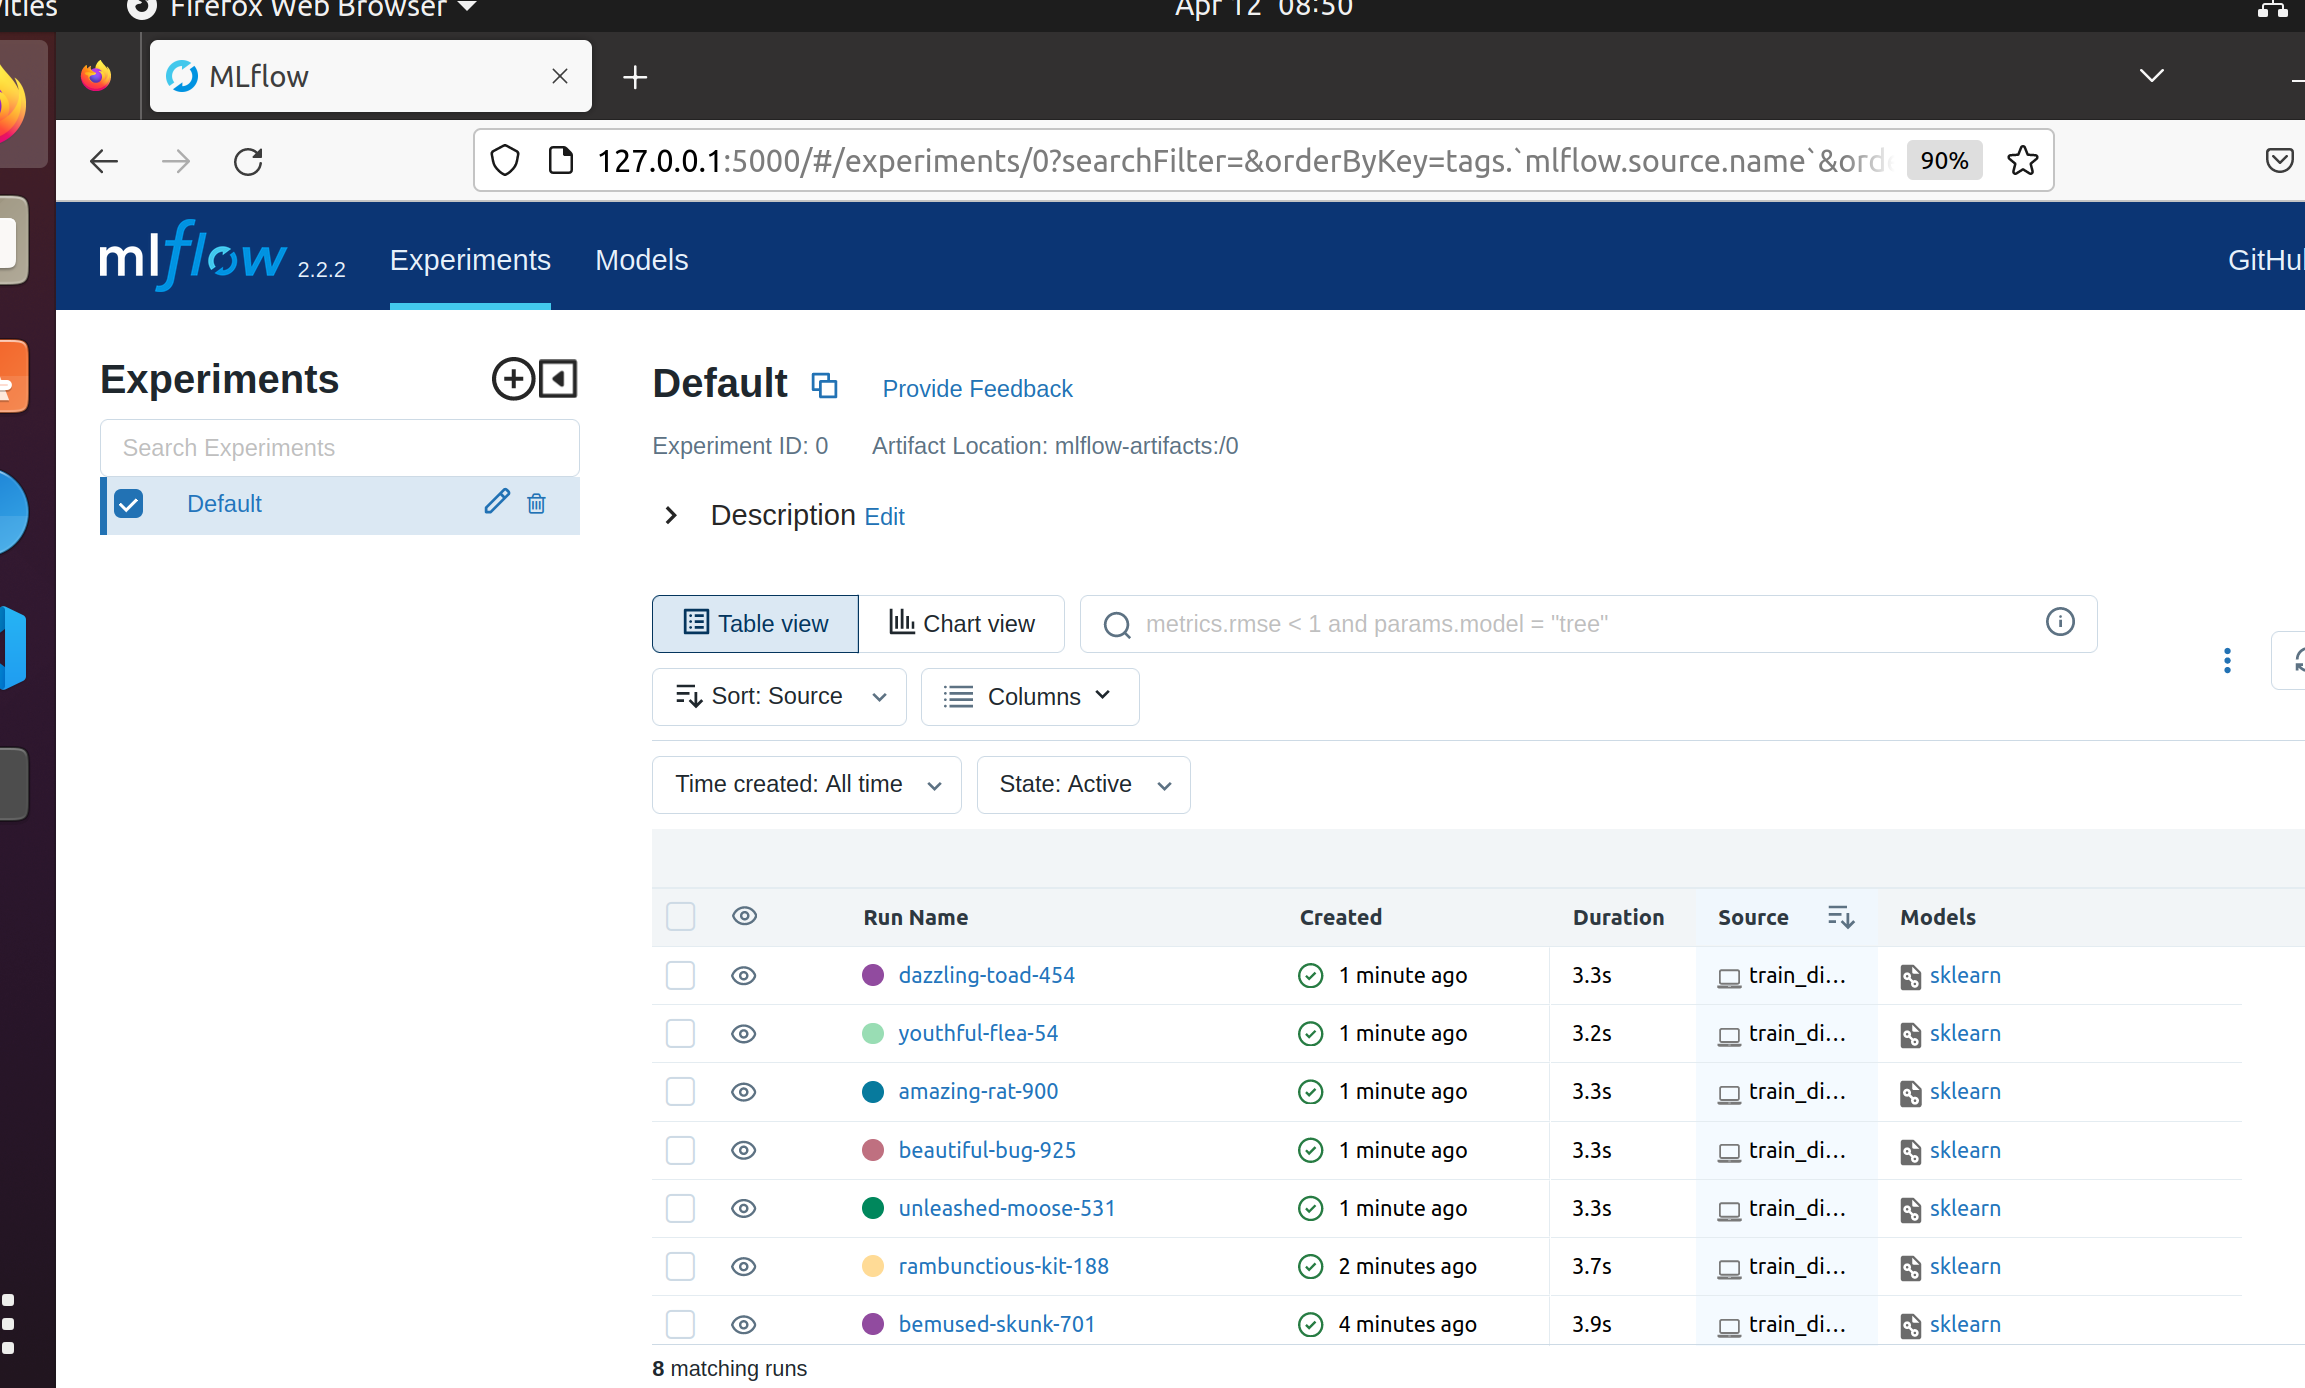 Firefox Web Browser
Apr 12 08:50
MLflow
127.0.0.1:5000/#/experiments/0?searchFilter=&orderByKey=tags.`mlflow.source.name`&orde
90%
mlflow 2.2.2
Experiments
Models
Experiments
Search Experiments
Default
Default
Provide Feedback
Experiment ID: 0
Artifact Location: mlflow-artifacts:/0
Description Edit
Table view
Chart view
metrics.rmse < 1 and params.model = "tree"
Sort: Source
Columns
Time created: All time
State: Active
Run Name Created Duration Source Models
dazzling-toad-454 1 minute ago 3.3s train_di... sklearn
youthful-flea-54 1 minute ago 3.2s train_di... sklearn
amazing-rat-900 1 minute ago 3.3s train_di... sklearn
beautiful-bug-925 1 minute ago 3.3s train_di... sklearn
unleashed-moose-531 1 minute ago 3.3s train_di... sklearn
rambunctious-kit-188 2 minutes ago 3.7s train_di... sklearn
bemused-skunk-701 4 minutes ago 3.9s train_di... sklearn
8 matching runs